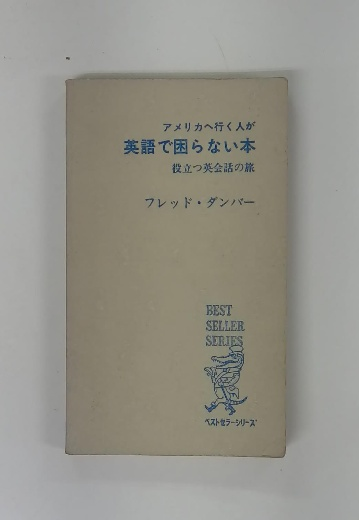 アメリカへ行く人が
英語で困らない本
役立つ英会話の旅
フレッド・ダンバー
BEST
SELLER
SERIES
ベストセラーシリーズ